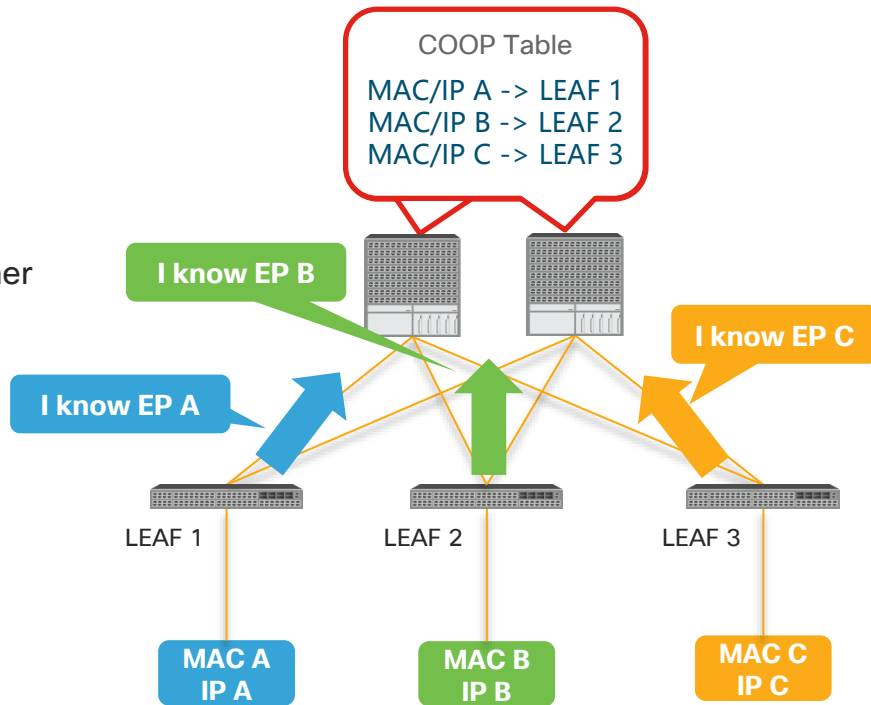 COOP Table
MAC/IP A -> LEAF 1
MAC/IP B -> LEAF 2
MAC/IP C -> LEAF 3
I know EP B
I know EP C
I know EP A
LEAF 1
LEAF 2
LEAF 3
MAC A
IP A
MAC B
IP B
MAC C
IP C